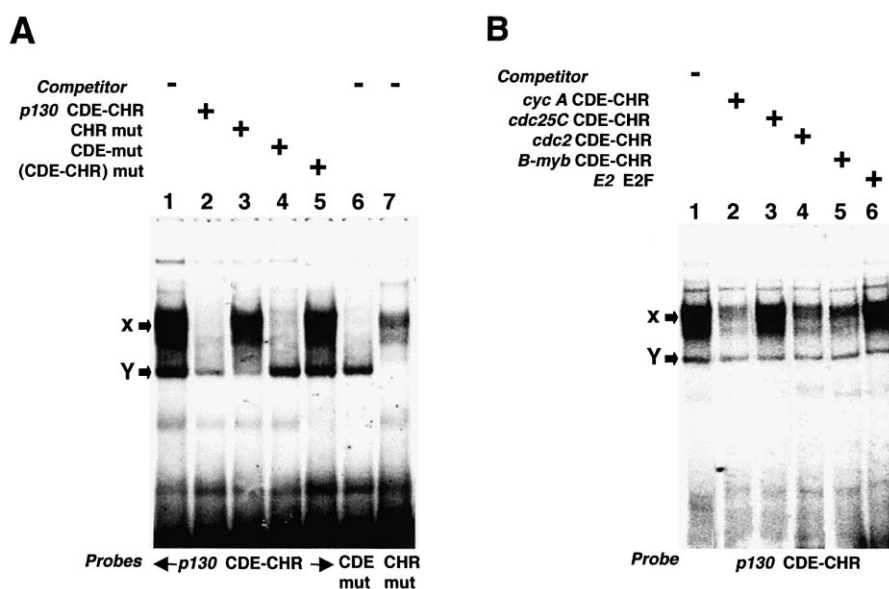 A
Competitor - - -
p130 CDE-CHR +
CHR mut +
CDE-mut +
(CDE-CHR) mut +
1 2 3 4 5 6 7
X
Y
Probes p130 CDE-CHR CDE mut CHR mut
B
Competitor -
cyc A CDE-CHR +
cdc25C CDE-CHR +
cdc2 CDE-CHR +
B-myb CDE-CHR +
E2 E2F +
1 2 3 4 5 6
X
Y
Probe p130 CDE-CHR